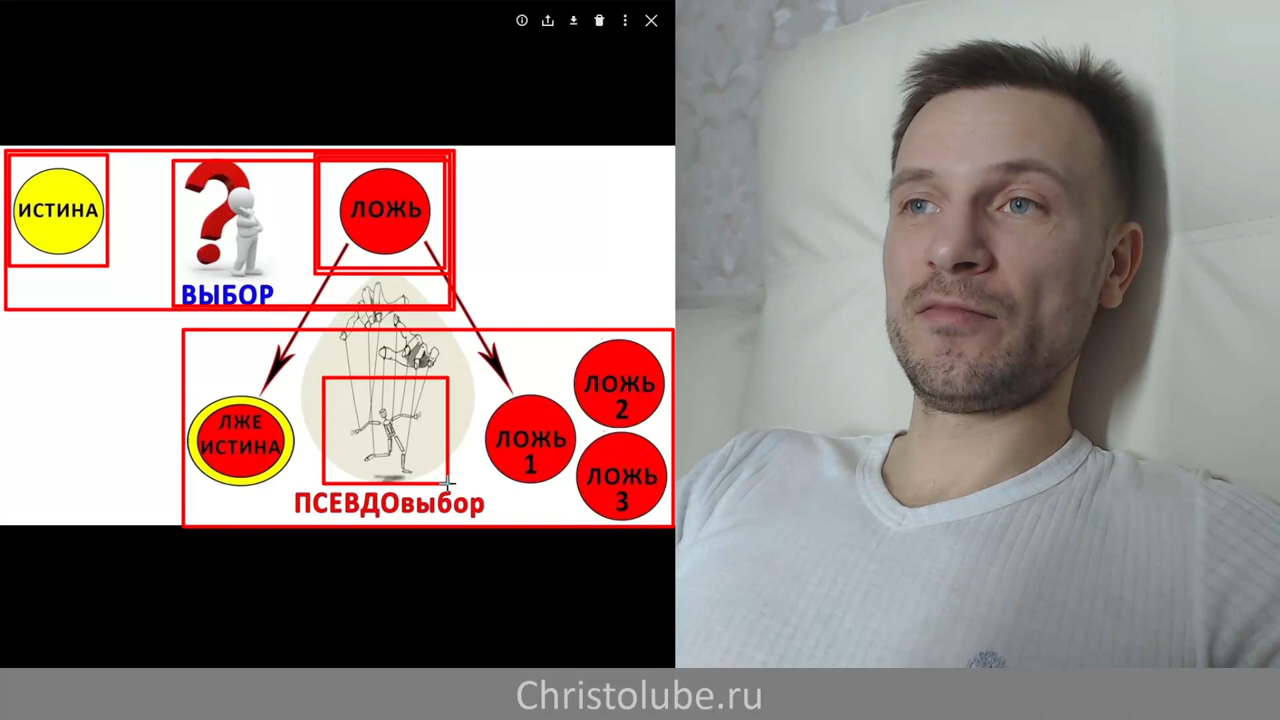 ИСТИНА
ЛОЖЬ
ВЫБОР
ЛЖЕ
ИСТИНА
ЛОЖЬ
1
ЛОЖЬ
2
ЛОЖЬ
3
ПСЕВДОвыбор
Christolube.ru